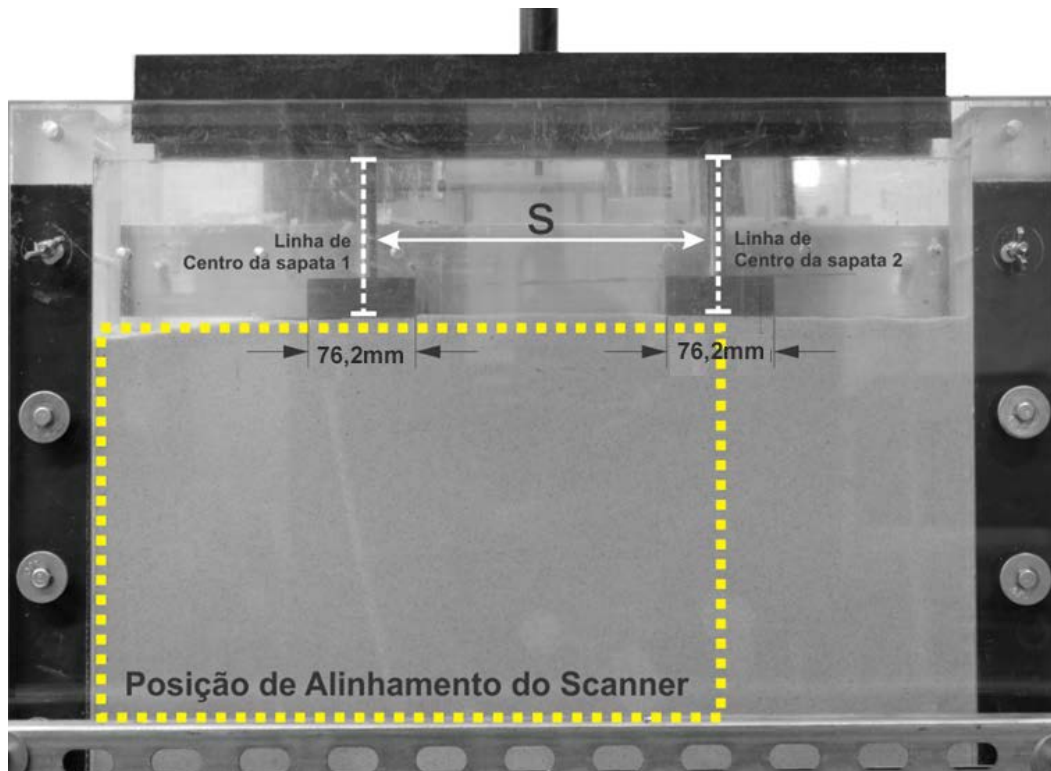 S
Linha de
Centro da sapata 1
Linha de
Centro da sapata 2
76,2mm
76,2mm
Posição de Alinhamento do Scanner